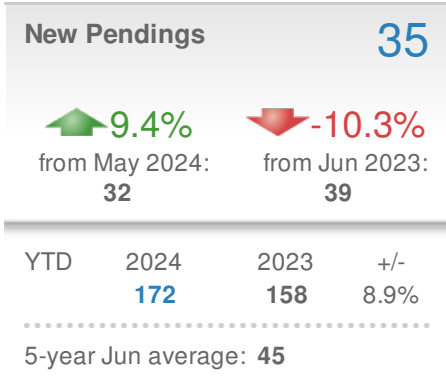 New Pendings 35
9.4% -10.3%
from May 2024: from Jun 2023:
32 39
YTD 2024 2023 +/-
172 158 8.9%
5-year Jun average: 45